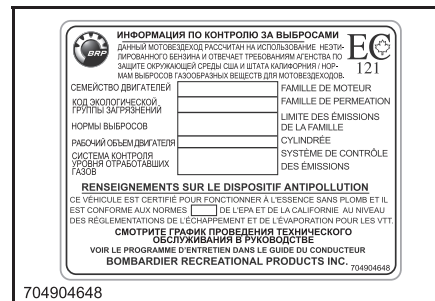 BRP
ИНФОРМАЦИЯ ПО КОНТРОЛЮ ЗА ВЫБРОСАМИ
ДАННЫЙ МОТОВЕЗДЕХОД РАССЧИТАН НА ИСПОЛЬЗОВАНИЕ НЕЭТИ-
ЛИРОВАННОГО БЕНЗИНА И ОТВЕЧАЕТ ТРЕБОВАНИЯМ АГЕНСТВА ПО
ЗАЩИТЕ ОКРУЖАЮЩЕЙ СРЕДЫ США И ШТАТА КАЛИФОРНИЯ / НОР-
МАМ ВЫБРОСОВ ГАЗООБРАЗНЫХ ВЕЩЕСТВ ДЛЯ МОТОВЕЗДЕХОДОВ.
EC
121
СЕМЕЙСТВО ДВИГАТЕЛЕЙ
FAMILLE DE MOTEUR
КОД ЭКОЛОГИЧЕСКОЙ
ГРУППЫ ЗАГРЯЗНЕНИЙ
FAMILLE DE PERMEATION
НОРМЫ ВЫБРОСОВ
LIMITE DES ÉMISSIONS
DE LA FAMILLE
РАБОЧИЙ ОБЪЕМ ДВИГАТЕЛЯ
CYLINDRÉE
СИСТЕМА КОНТРОЛЯ
УРОВНЯ ОТРАБОТАВШИХ
ГАЗОВ
SYSTÈME DE CONTRÔLE
DES ÉMISSIONS
RENSEIGNEMENTS SUR LE DISPOSITIF ANTIPOLLUTION
CE VÉHICULE EST CERTIFIÉ POUR FONCTIONNER À L'ESSENCE SANS PLOMB ET IL
EST CONFORME AUX NORMES DE L'EPA ET DE LA CALIFORNIE AU NIVEAU
DES RÉGLEMENTATIONS DE L'ÉCHAPPEMENT ET DE L'ÉVAPORATION POUR LES VTT.
СМОТРИТЕ ГРАФИК ПРОВЕДЕНИЯ ТЕХНИЧЕСКОГО
ОБСЛУЖИВАНИЯ В РУКОВОДСТВЕ
VOIR LE PROGRAMME D'ENTRETIEN DANS LE GUIDE DU CONDUCTEUR
BOMBARDIER RECREATIONAL PRODUCTS INC.
704904648
704904648